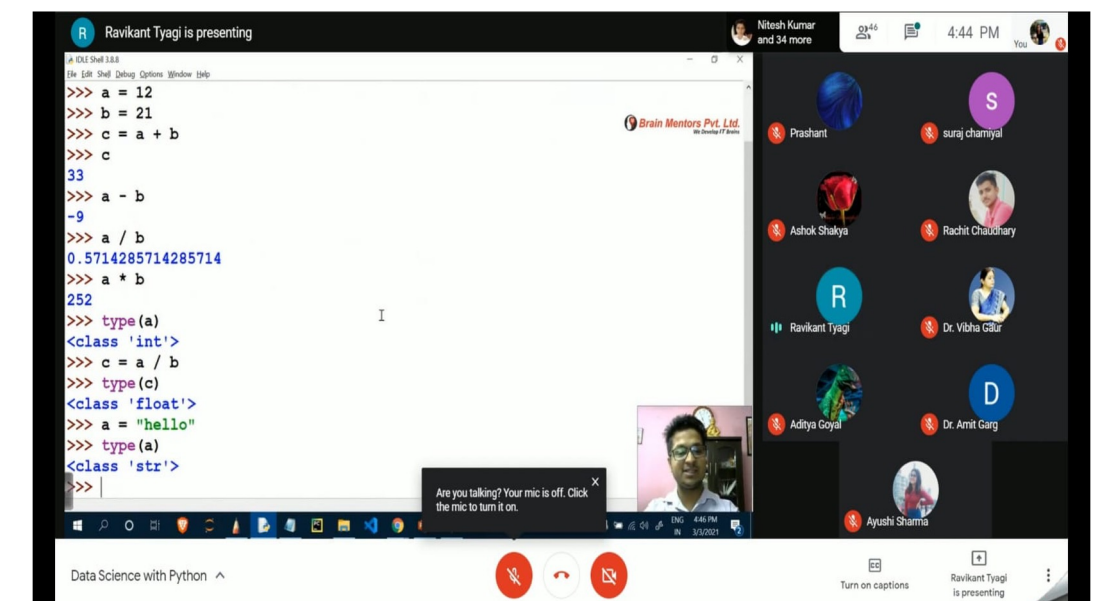 R
Ravikant Tyagi is presenting
Nitesh Kumar
and 34 more
46
4:44 PM
You
IDLE Shell 3.8.8
File Edit Shell Debug Options Window Help
>>> a = 12
>>> b = 21
>>> c = a + b
>>> c
33
>>> a - b
-9
>>> a / b
0.5714285714285714
>>> a * b
252
>>> type(a)
<class 'int'>
>>> c = a / b
>>> type(c)
<class 'float'>
>>> a = "hello"
>>> type(a)
<class 'str'>
>>>
Brain Mentors Pvt. Ltd.
We Develop IT Brains
Prashant
S
suraj chamiyal
Ashok Shakya
Rachit Chaudhary
R
Ravikant Tyagi
Dr. Vibha Gaur
Aditya Goyal
D
Dr. Amit Garg
Ayushi Sharma
Are you talking? Your mic is off. Click
the mic to turn it on.
X
ENG
IN
4:46 PM
3/3/2021
2
Data Science with Python
CC
Turn on captions
Ravikant Tyagi
is presenting